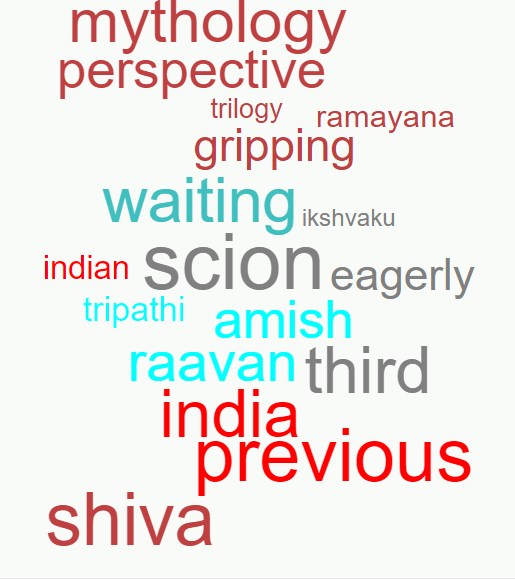 mythology
perspective
trilogy ramayana
gripping
waiting ikshvaku
scion
indian eagerly
tripathi amish
raavan third
india
previous
shiva